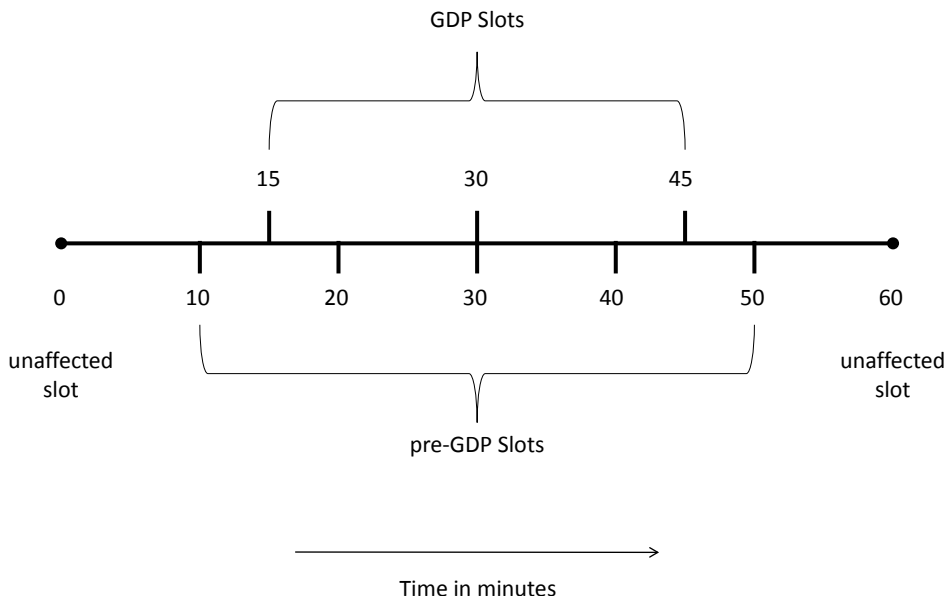 GDP Slots
15 30 45
0 10 20 30 40 50 60
unaffected
slot
unaffected
slot
pre-GDP Slots
Time in minutes